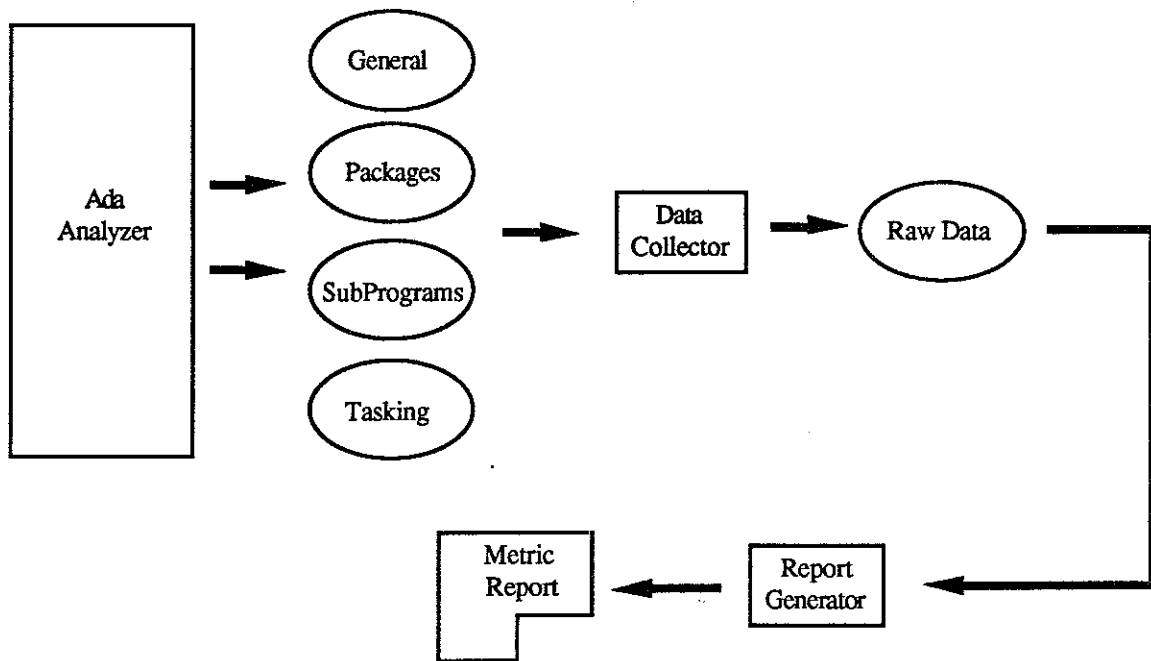 General
Packages
Ada
Analyzer
SubPrograms
Tasking
Data
Collector
Raw Data
Metric
Report
Report
Generator